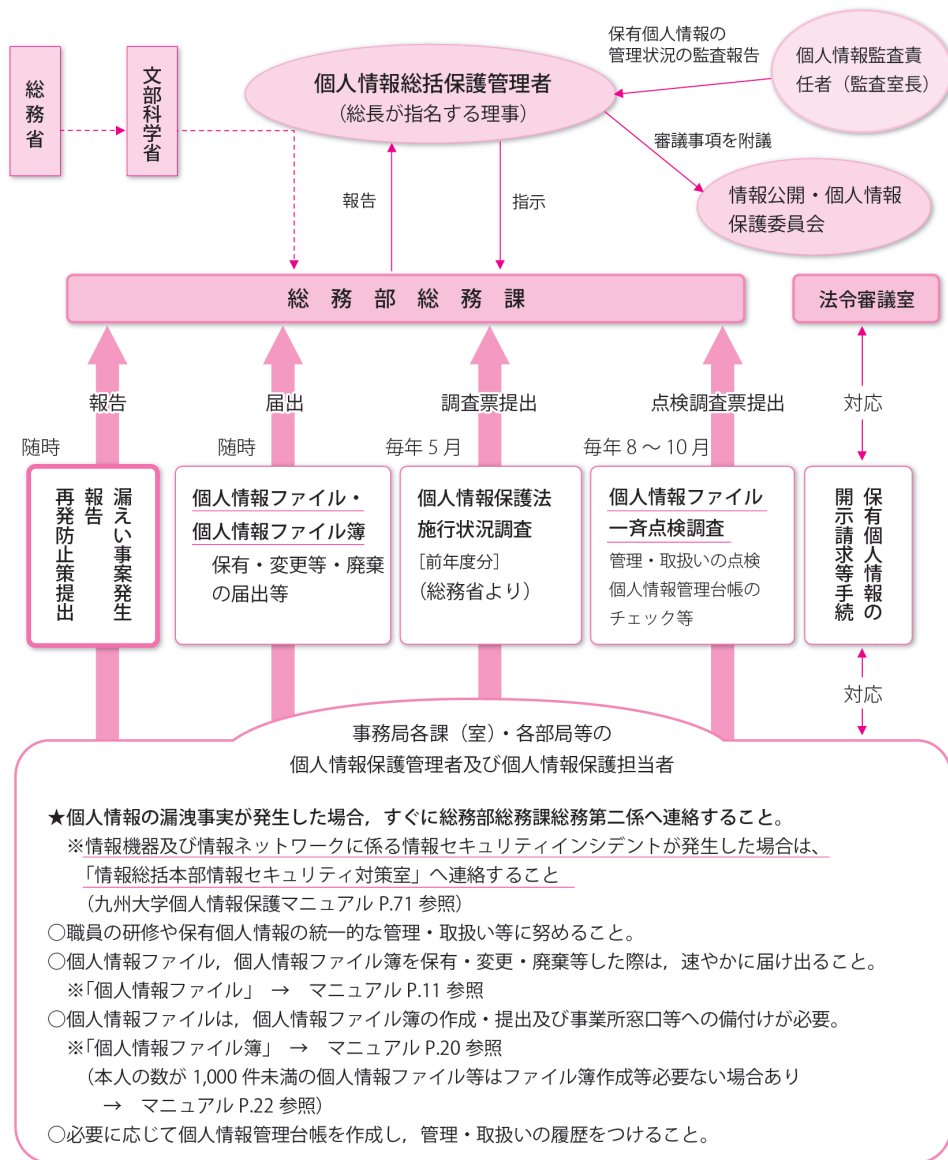 総務省
文部科学省
個人情報総括保護管理者
（総長が指名する理事）
保有個人情報の
管理状況の監査報告
個人情報監査責
任者（監査室長）
審議事項を附議
情報公開・個人情報
保護委員会
報告
指示
総務部総務課
法令審議室
報告
届出
調査票提出
点検調査票提出
対応
随時
随時
毎年 5 月
毎年 8 ～ 10 月
漏えい事案発生
報告
再発防止策提出
個人情報ファイル・
個人情報ファイル簿
保有・変更等・廃棄
の届出等
個人情報保護法
施行状況調査
［前年度分］
（総務省より）
個人情報ファイル
一斉点検調査
管理・取扱いの点検
個人情報管理台帳の
チェック等
保有個人情報の
開示請求等手続
対応
事務局各課（室）・各部局等の
個人情報保護管理者及び個人情報保護担当者
★個人情報の漏洩事実が発生した場合，すぐに総務部総務課総務第二係へ連絡すること。
※情報機器及び情報ネットワークに係る情報セキュリティインシデントが発生した場合は、
「情報総括本部情報セキュリティ対策室」へ連絡すること
（九州大学個人情報保護マニュアル P.71 参照）
○職員の研修や保有個人情報の統一的な管理・取扱い等に努めること。
○個人情報ファイル，個人情報ファイル簿を保有・変更・廃棄等した際は，速やかに届け出ること。
※「個人情報ファイル」 → マニュアル P.11 参照
○個人情報ファイルは，個人情報ファイル簿の作成・提出及び事業所窓口等への備付けが必要。
※「個人情報ファイル簿」 → マニュアル P.20 参照
（本人の数が 1,000 件未満の個人情報ファイル等はファイル簿作成等必要ない場合あり
→ マニュアル P.22 参照）
○必要に応じて個人情報管理台帳を作成し，管理・取扱いの履歴をつけること。